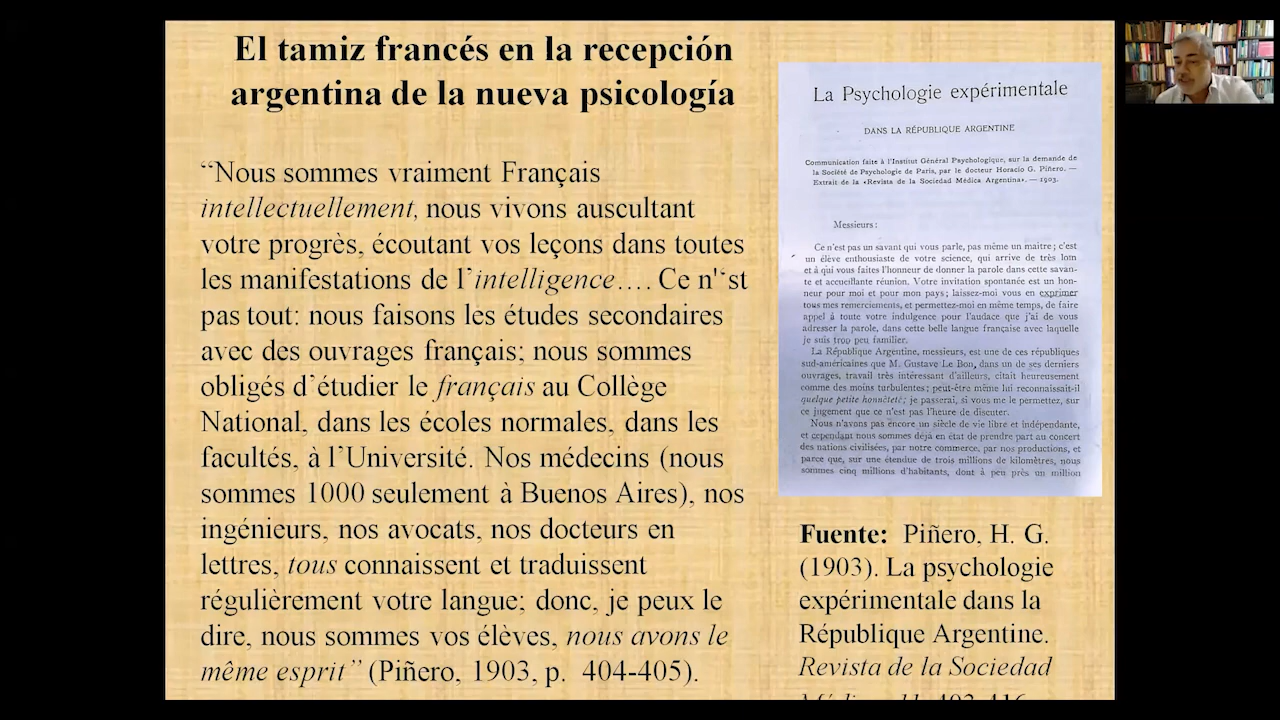 El tamiz francés en la recepción
argentina de la nueva psicología
“Nous sommes vraiment Français
intellectuellement, nous vivons auscultant
votre progrès, écoutant vos leçons dans toutes
les manifestations de l’intelligence…. Ce n'‘st
pas tout: nous faisons les études secondaires
avec des ouvrages français; nous sommes
obligés d’étudier le français au Collège
National, dans les écoles normales, dans les
facultés, à l’Université. Nos médecins (nous
sommes 1000 seulement à Buenos Aires), nos
ingénieurs, nos avocats, nos docteurs en
lettres, tous connaissent et traduissent
régulièrement votre langue; donc, je peux le
dire, nous sommes vos élèves, nous avons le
même esprit” (Piñero, 1903, p. 404-405).
La Psychologie expérimentale
DANS LA RÉPUBLIQUE ARGENTINE
Communication faite à l'Institut Général Psychologique, sur la demande de
la Société de Psychologie de Paris, par le docteur Horacio G. Piñero. —
Extrait de la «Revista de la Sociedad Médica Argentina». — 1903.
Messieurs:
Ce n'est pas un savant qui vous parle, pas même un maitre; c'est
un élève enthousiaste de votre science, qui arrive de très loin
et à qui vous faites l'honneur de donner la parole dans cette savan-
te et accueillante réunion. Votre invitation spontanée est un hon-
neur pour moi et pour mon pays; laissez-moi vous en exprimer
tous mes remerciements, et permettez-moi en même temps, de faire
appel à toute votre indulgence pour l'audace que j'ai de vous
adresser la parole, dans cette belle langue française avec laquelle
je suis trop peu familier.
La République Argentine, messieurs, est une de ces républiques
sud-américaines que M. Gustave Le Bon, dans un de ses derniers
ouvrages, travail très intéressant d'ailleurs, citait heureusement
comme des moins turbulentes; peut-être même lui reconnaissait-il
quelque petite honnêteté; je passerai, si vous me le permettez, sur
ce jugement que ce n'est pas l'heure de discuter.
Nous n'avons pas encore un siècle de vie libre et indépendante,
et cependant nous sommes déjà en état de prendre part au concert
des nations civilisées, par notre commerce, par nos productions, et
parce que, sur une étendue de trois millions de kilomètres, nous
sommes cinq millions d'habitants, dont à peu près un million
Fuente: Piñero, H. G.
(1903). La psychologie
expérimentale dans la
République Argentine.
Revista de la Sociedad